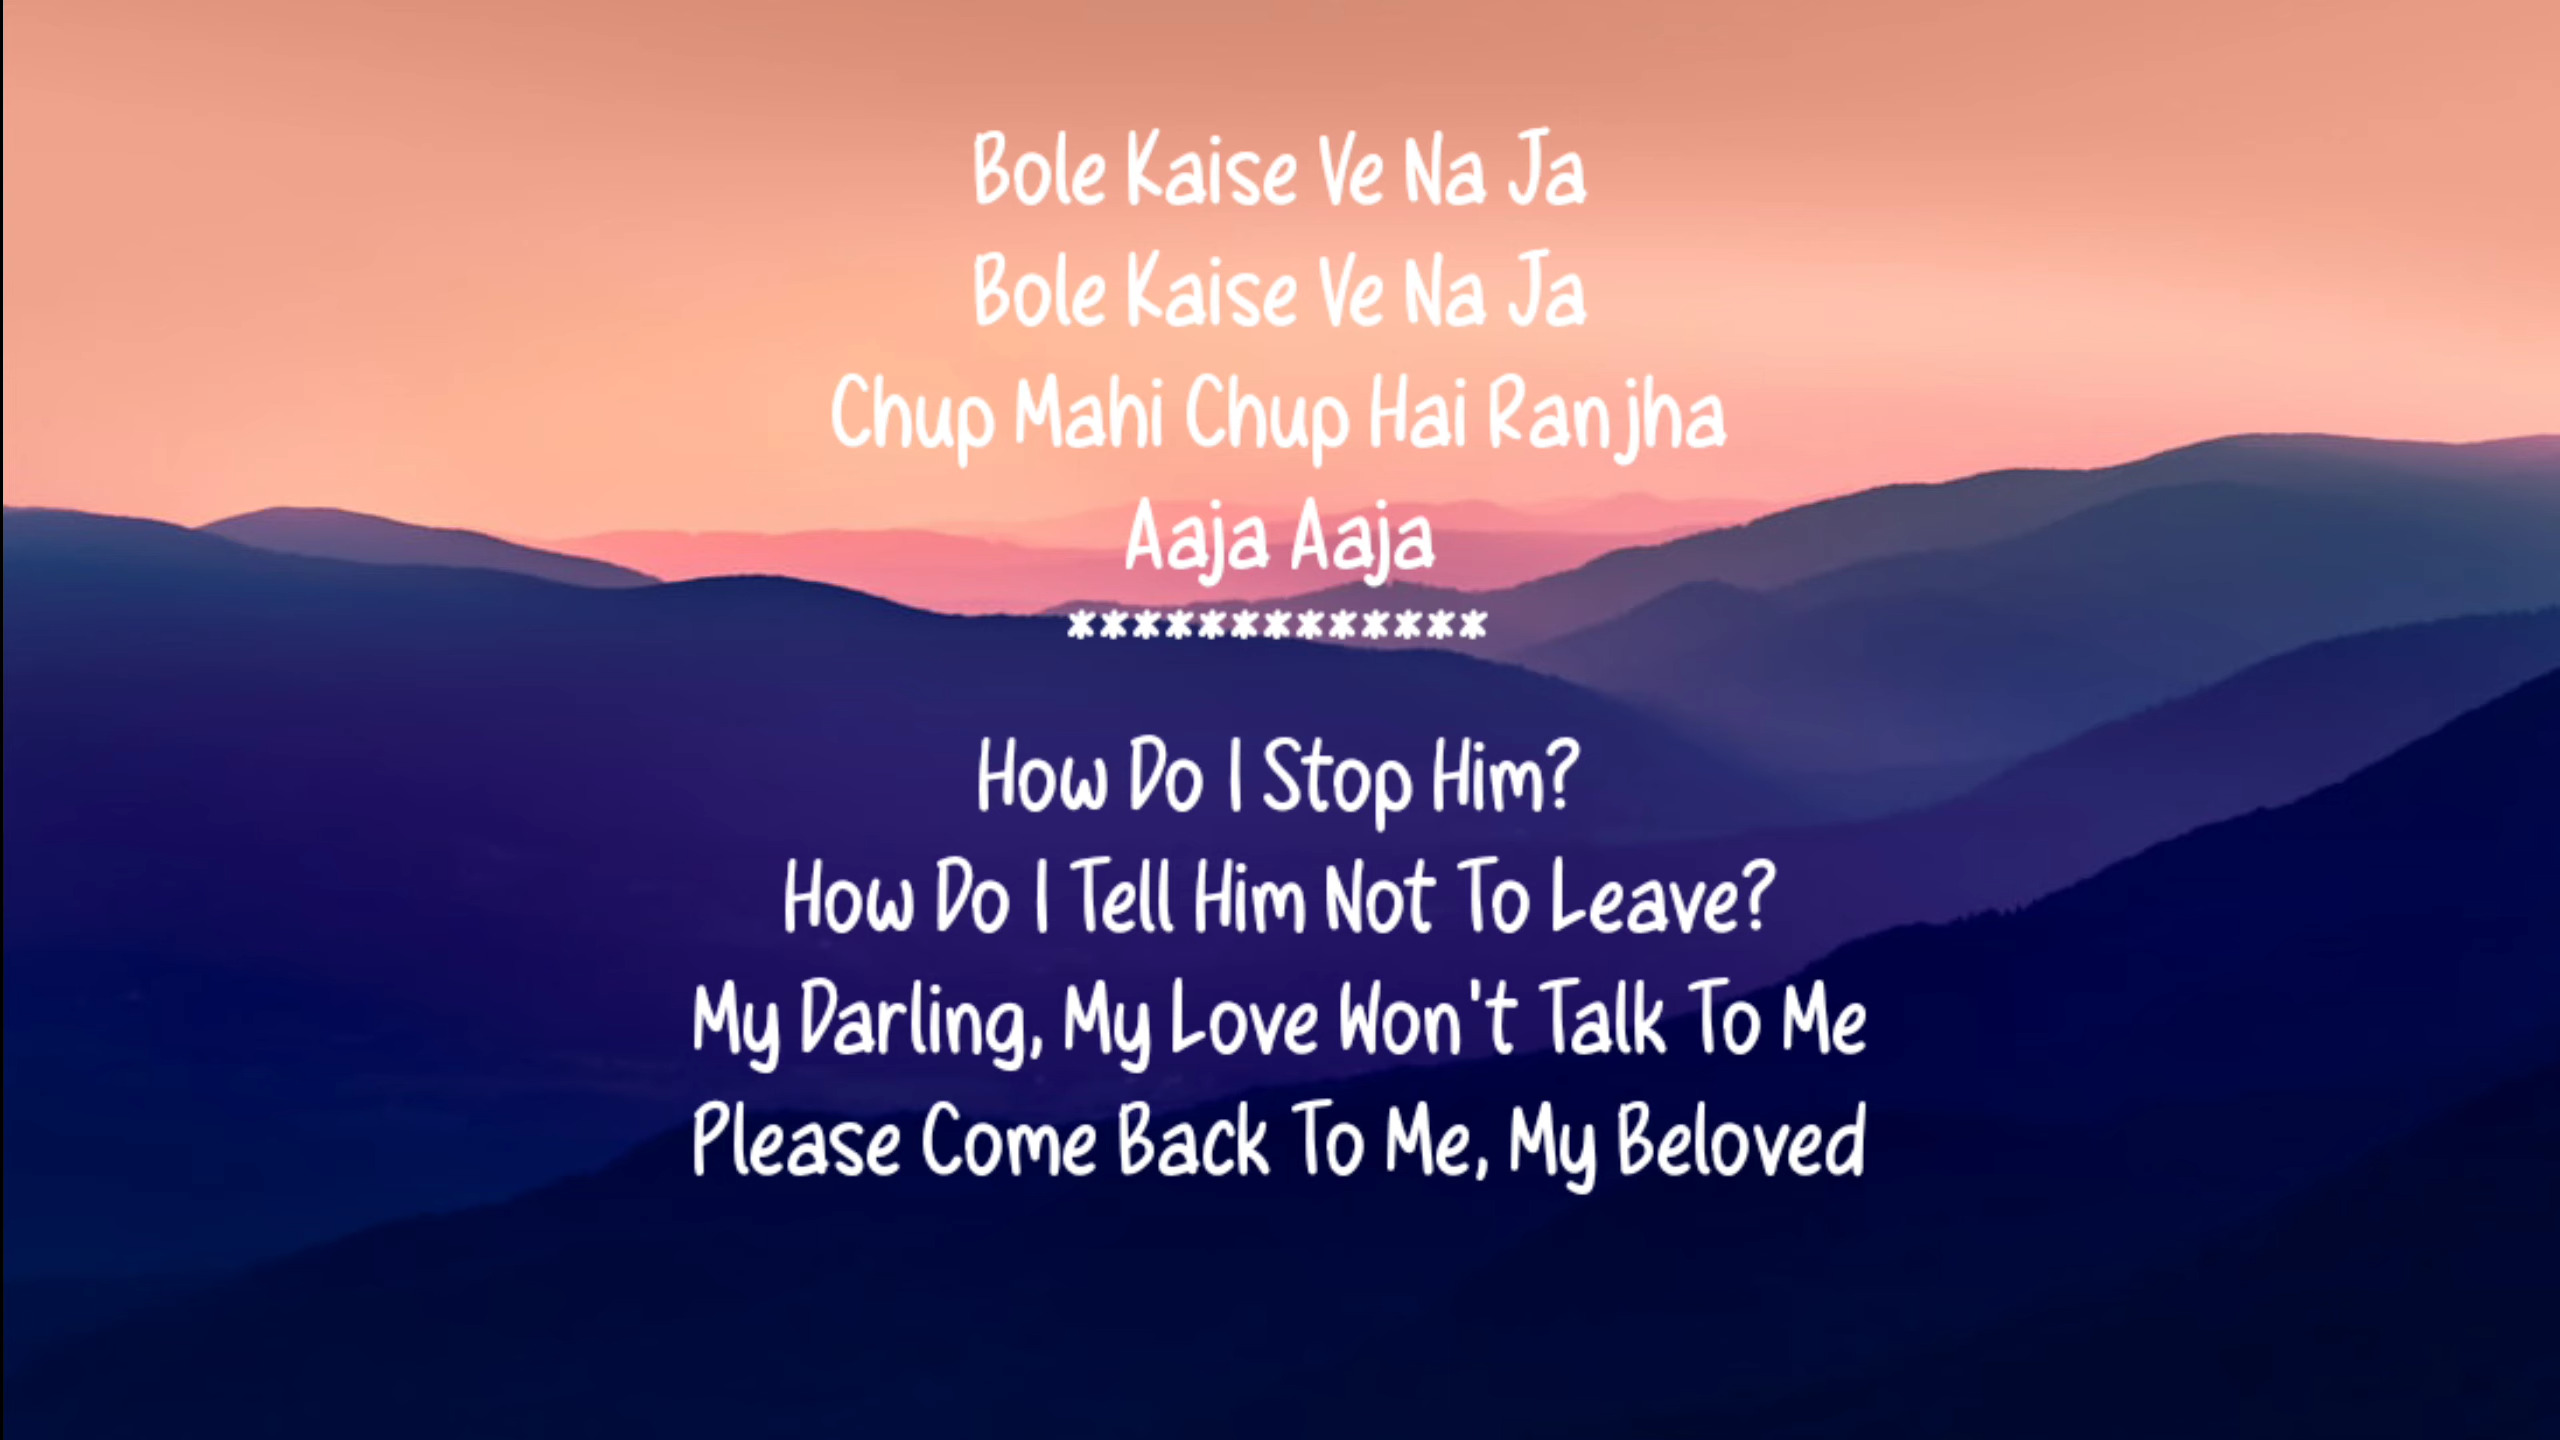 Bole Kaise Ve Na Ja
Bole Kaise Ve Na Ja
Chup Mahi Chup Hai Ranjha
Aaja Aaja
*************
How Do I Stop Him?
How Do I Tell Him Not To Leave?
My Darling, My Love Won't Talk To Me
Please Come Back To Me, My Beloved